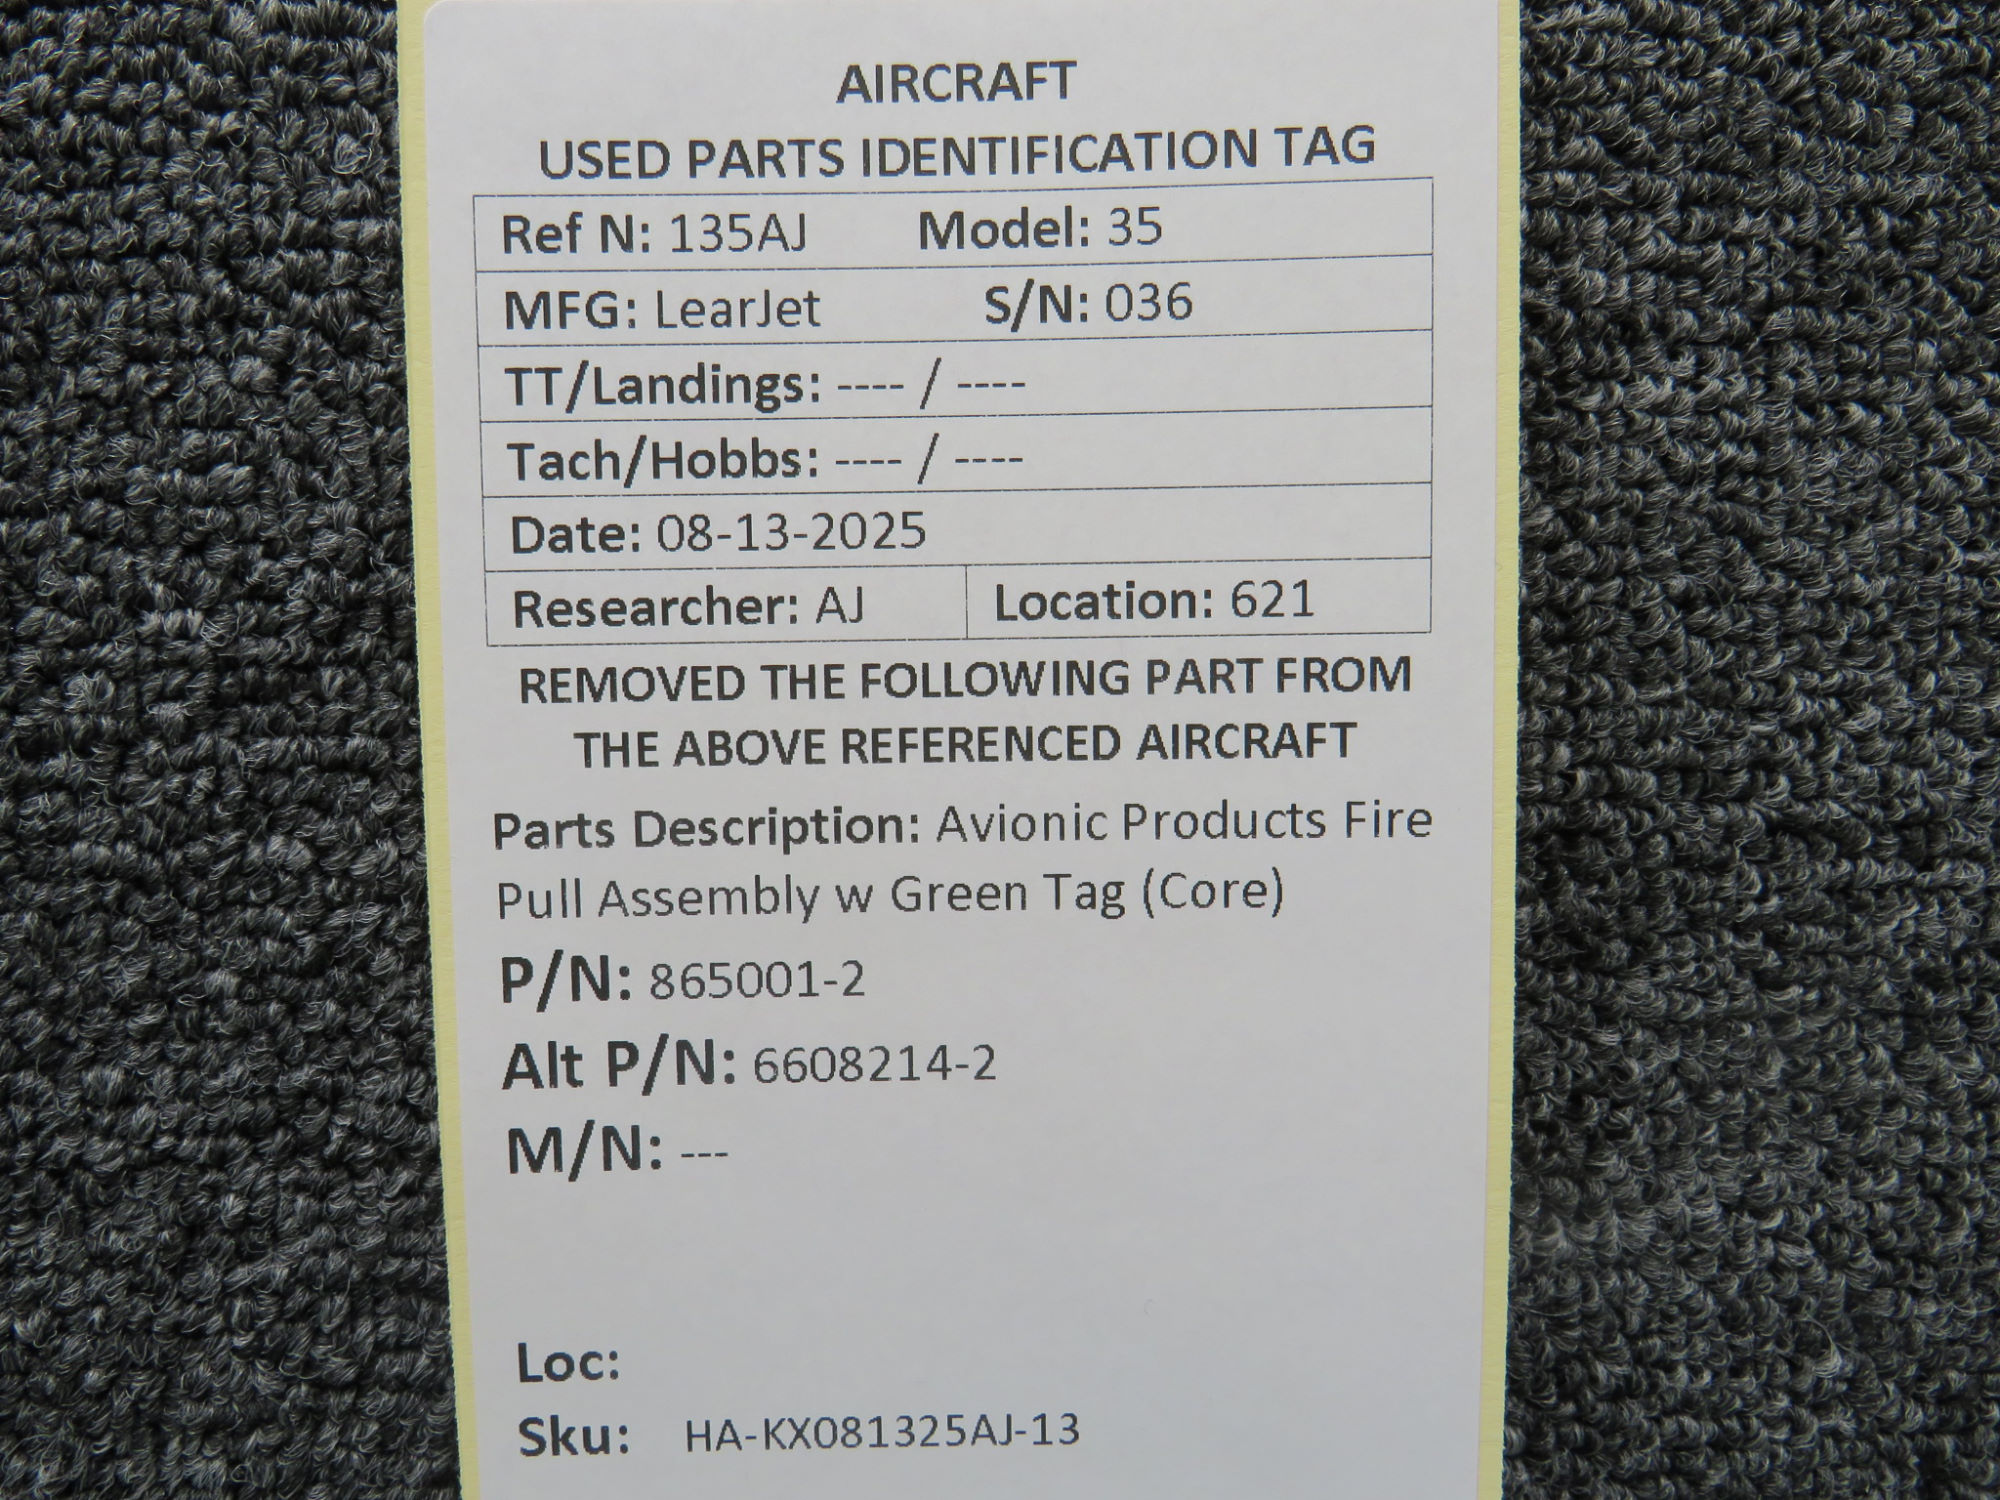 AIRCRAFT
USED PARTS IDENTIFICATION TAG
Ref N: 135AJ Model: 35
MFG: LearJet S/N: 036
TT/Landings: ---- / ----
Tach/Hobbs: ---- / ----
Date: 08-13-2025
Researcher: AJ Location: 621
REMOVED THE FOLLOWING PART FROM
THE ABOVE REFERENCED AIRCRAFT
Parts Description: Avionic Products Fire
Pull Assembly w Green Tag (Core)
P/N: 865001-2
Alt P/N: 6608214-2
M/N: ---
Loc:
Sku: HA-KX081325AJ-13